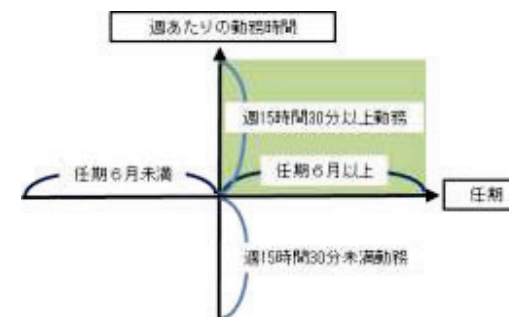 週あたりの勤務時間
週15時間30分以上勤務
任期６月未満
任期６月以上
任期
週15時間30分未満勤務